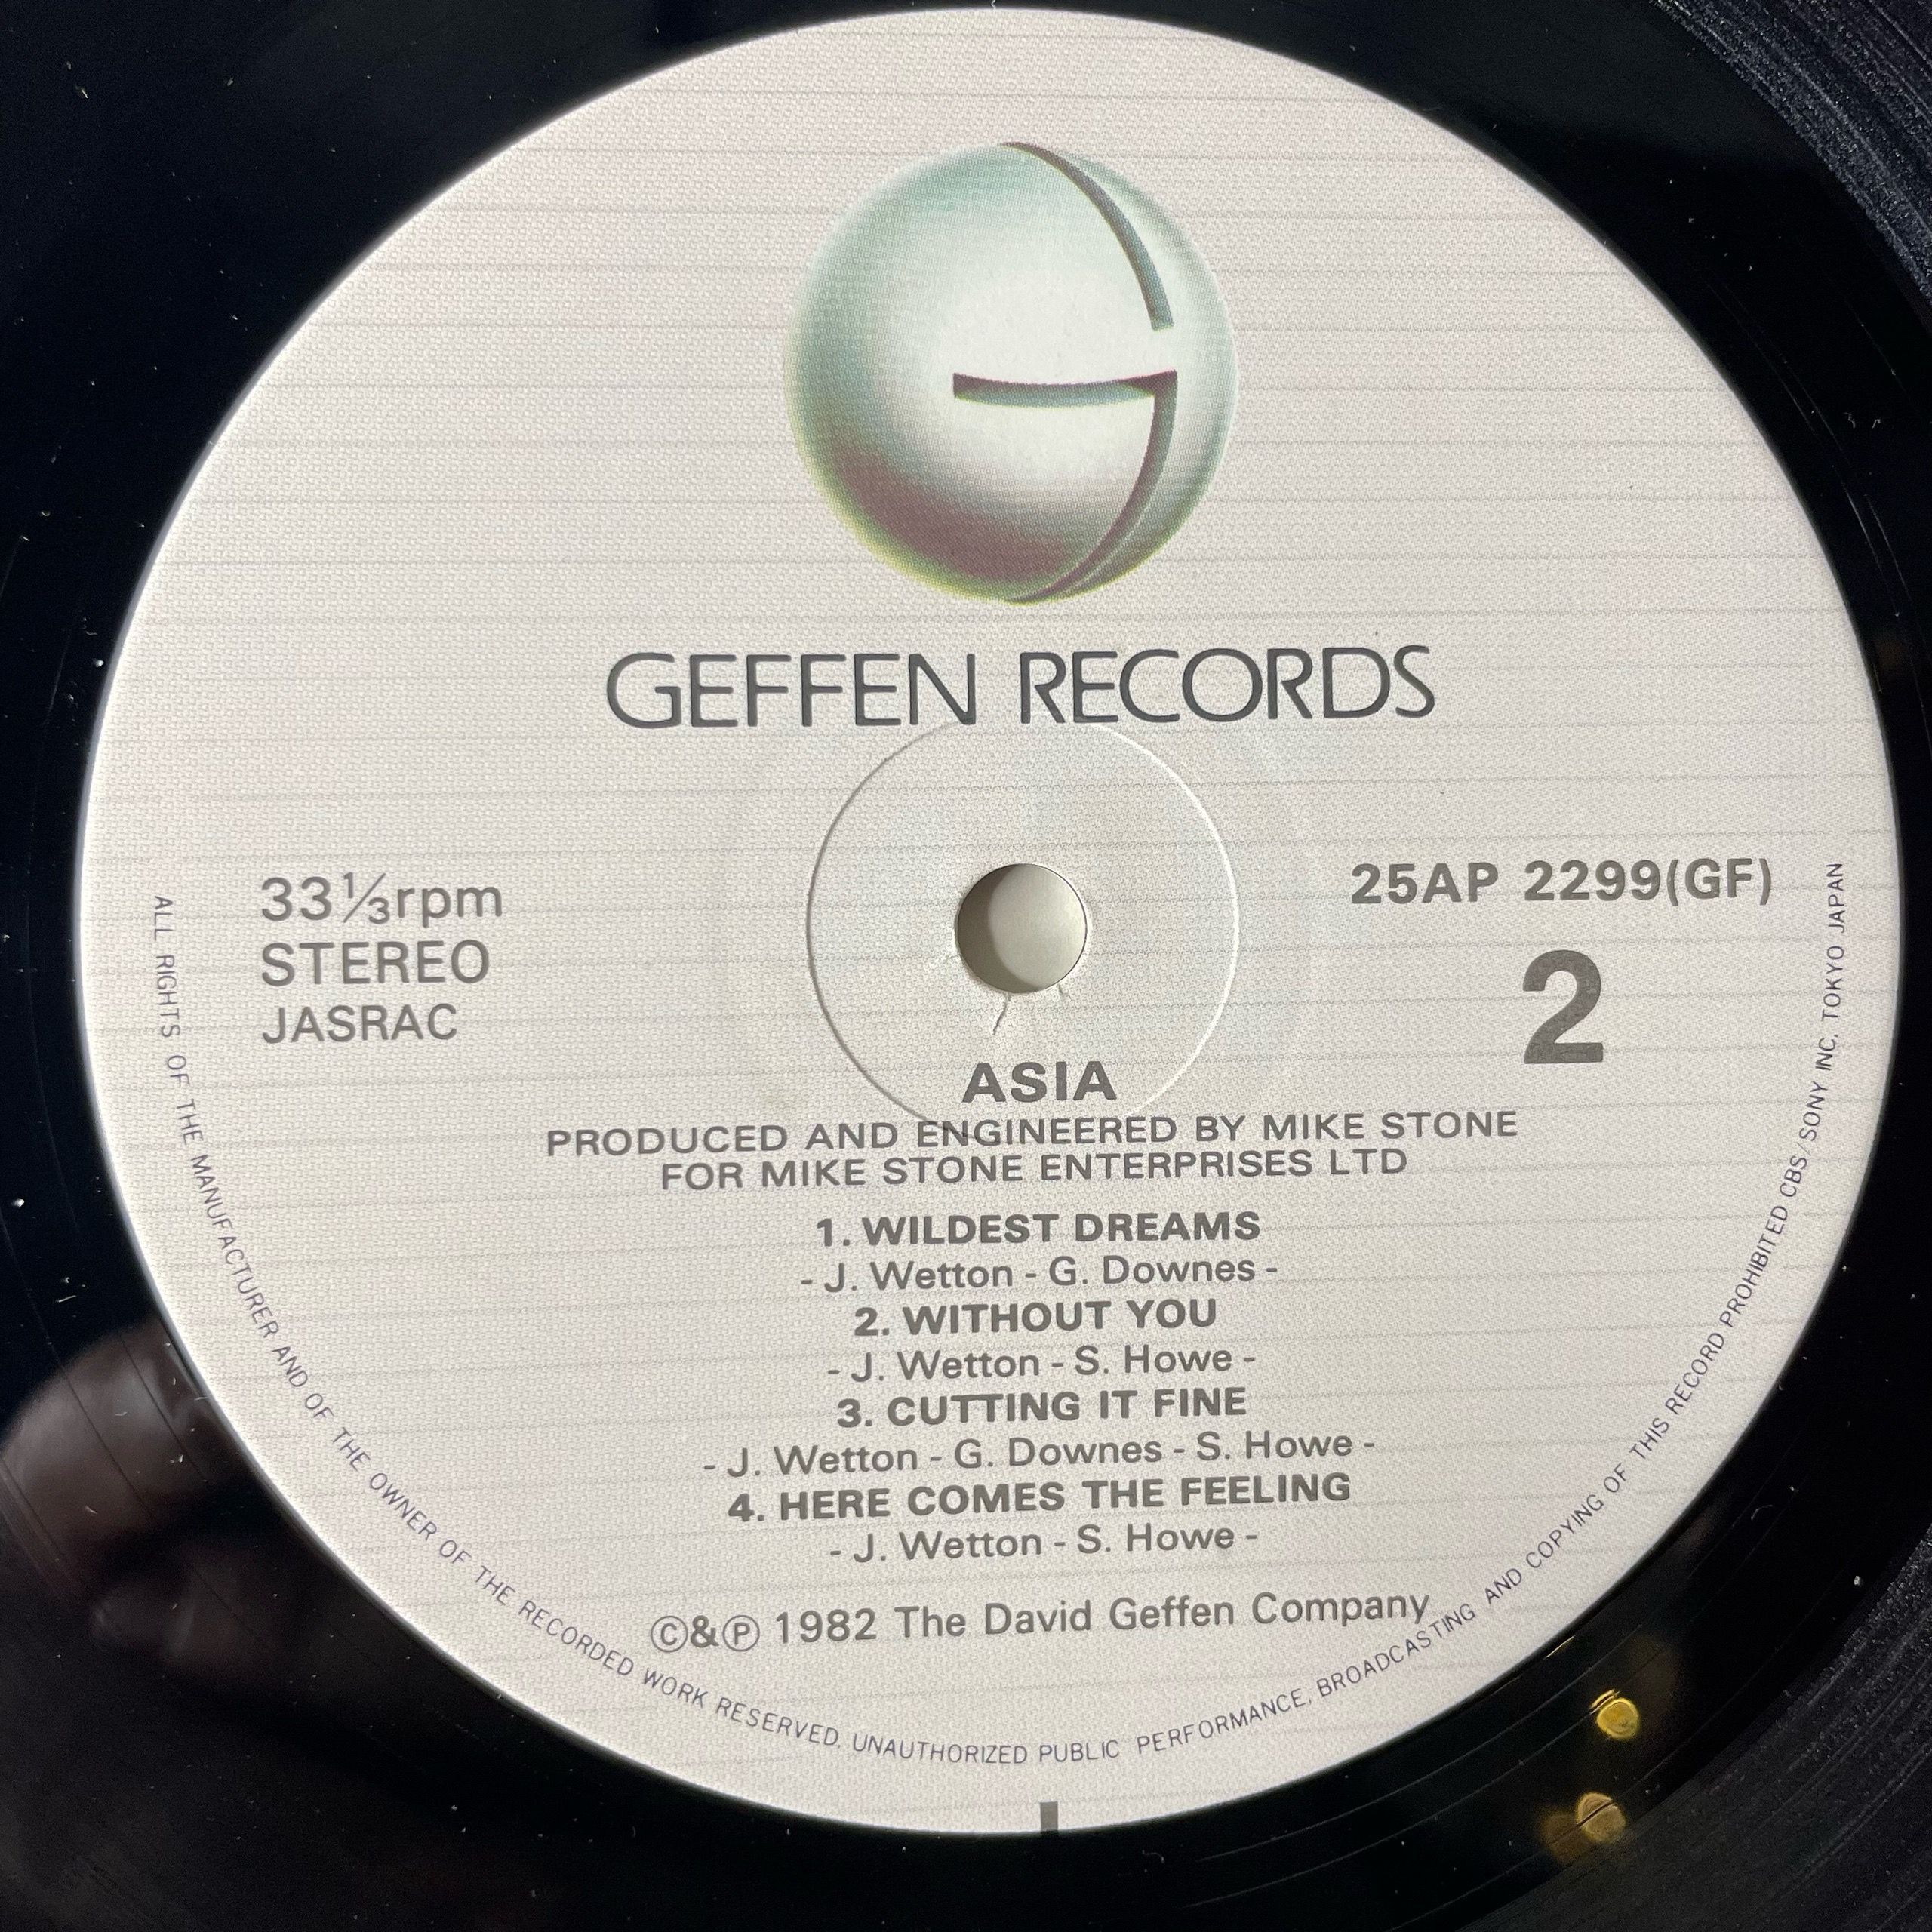 GEFFEN RECORDS
33⅓rpm
STEREO
JASRAC
25AP 2299(GF)
2
ASIA
PRODUCED AND ENGINEERED BY MIKE STONE
FOR MIKE STONE ENTERPRISES LTD
1. WILDEST DREAMS
- J. Wetton - G. Downes -
2. WITHOUT YOU
- J. Wetton - S. Howe -
3. CUTTING IT FINE
- J. Wetton - G. Downes - S. Howe -
4. HERE COMES THE FEELING
- J. Wetton - S. Howe -
Ⓒ&Ⓟ 1982 The David Geffen Company
ALL RIGHTS OF THE MANUFACTURER AND OF THE OWNER OF THE RECORDED WORK RESERVED. UNAUTHORIZED PUBLIC PERFORMANCE, BROADCASTING AND COPYING OF THIS RECORD PROHIBITED CBS/SONY INC. TOKYO JAPAN